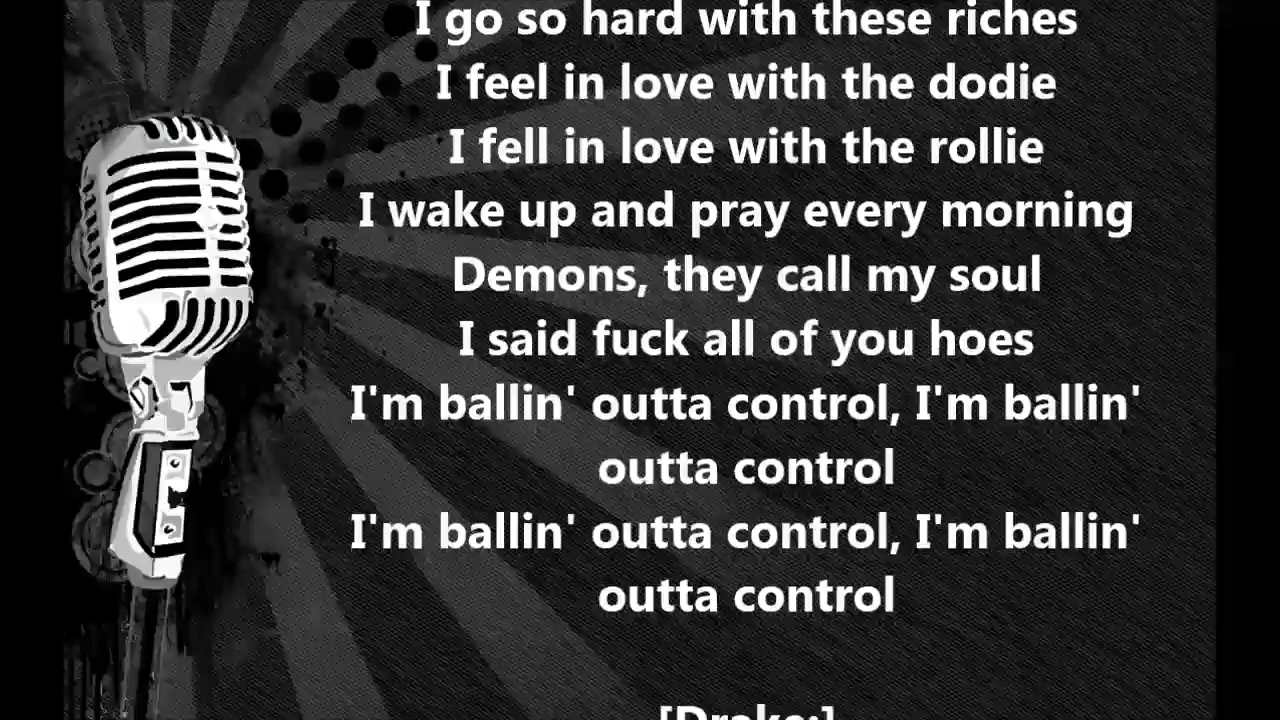 I go so hard with these riches
I feel in love with the dodie
I fell in love with the rollie
I wake up and pray every morning
Demons, they call my soul
I said fuck all of you hoes
I'm ballin' outta control, I'm ballin'
outta control
I'm ballin' outta control, I'm ballin'
outta control
[Drake:]